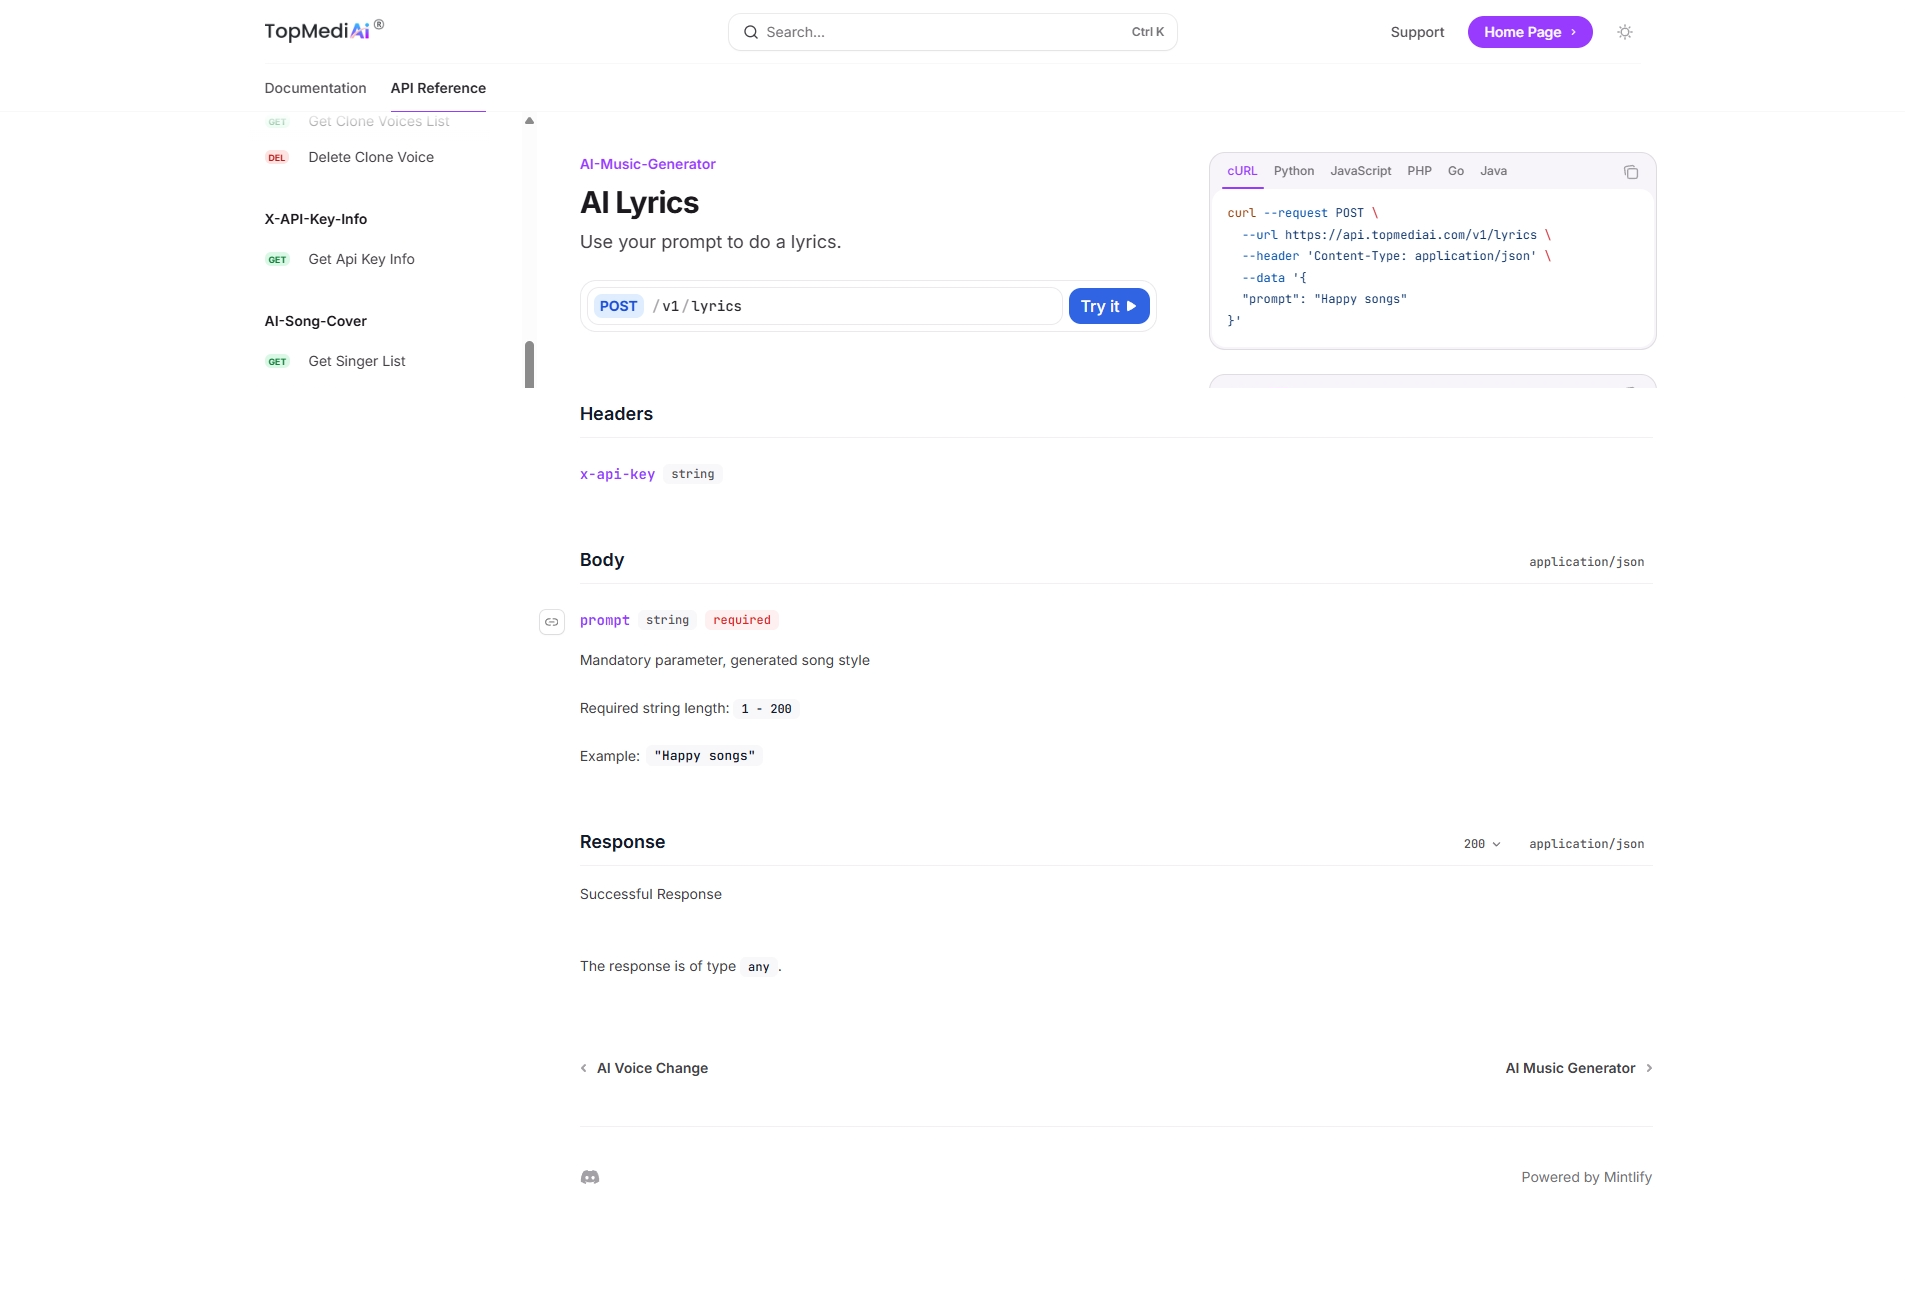 TopMediAi®
Search...
Ctrl K
Support
Home Page
Documentation
API Reference
GET Get Clone Voices List
DEL Delete Clone Voice
X-API-Key-Info
GET Get Api Key Info
AI-Song-Cover
GET Get Singer List
AI-Music-Generator
AI Lyrics
Use your prompt to do a lyrics.
POST /v1/lyrics
Try it
cURL Python JavaScript PHP Go Java
curl --request POST \
--url https://api.topmediai.com/v1/lyrics \
--header 'Content-Type: application/json' \
--data '{
"prompt": "Happy songs"
}'
Headers
x-api-key string
Body
application/json
prompt string required
Mandatory parameter, generated song style
Required string length: 1 - 200
Example: "Happy songs"
Response
200
application/json
Successful Response
The response is of type any .
AI Voice Change
AI Music Generator
Powered by Mintlify